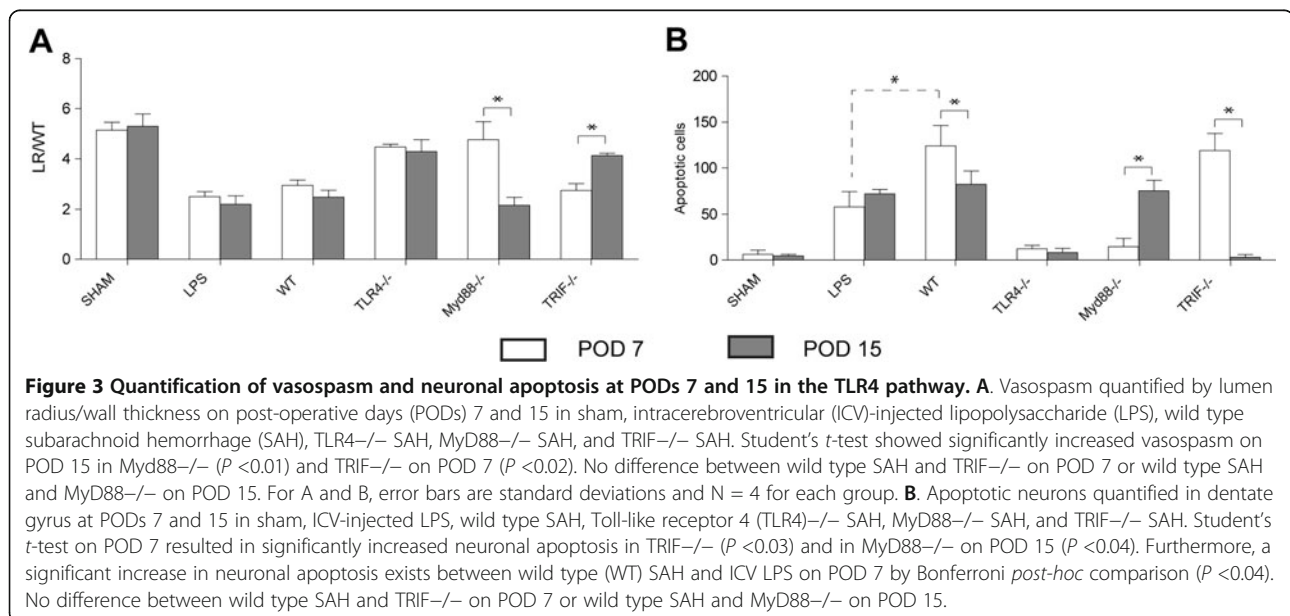 A
B
8
6
4
2
0
LR/WT
*
*
SHAM
LPS
WT
TLR4-/-
Myd88-/-
TRIF-/-
200
150
100
50
0
Apoptotic cells
*
*
*
*
SHAM
LPS
WT
TLR4-/-
Myd88-/-
TRIF-/-
POD 7
POD 15
Figure 3 Quantification of vasospasm and neuronal apoptosis at PODs 7 and 15 in the TLR4 pathway. A. Vasospasm quantified by lumen
radius/wall thickness on post-operative days (PODs) 7 and 15 in sham, intracerebroventricular (ICV)-injected lipopolysaccharide (LPS), wild type
subarachnoid hemorrhage (SAH), TLR4−/− SAH, MyD88−/− SAH, and TRIF−/− SAH. Student's t-test showed significantly increased vasospasm on
POD 15 in Myd88−/− (P <0.01) and TRIF−/− on POD 7 (P <0.02). No difference between wild type SAH and TRIF−/− on POD 7 or wild type SAH
and MyD88−/− on POD 15. For A and B, error bars are standard deviations and N = 4 for each group. B. Apoptotic neurons quantified in dentate
gyrus at PODs 7 and 15 in sham, ICV-injected LPS, wild type SAH, Toll-like receptor 4 (TLR4)−/− SAH, MyD88−/− SAH, and TRIF−/− SAH. Student's
t-test on POD 7 resulted in significantly increased neuronal apoptosis in TRIF−/− (P <0.03) and in MyD88−/− on POD 15 (P <0.04). Furthermore, a
significant increase in neuronal apoptosis exists between wild type (WT) SAH and ICV LPS on POD 7 by Bonferroni post-hoc comparison (P <0.04).
No difference between wild type SAH and TRIF−/− on POD 7 or wild type SAH and MyD88−/− on POD 15.